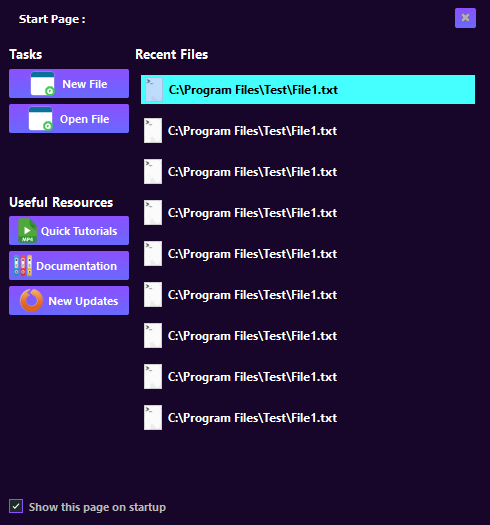 Start Page :
Tasks
New File
Open File
Useful Resources
Quick Tutorials
MP4
Documentation
New Updates
Recent Files
C:\Program Files\Test\File1.txt
C:\Program Files\Test\File1.txt
C:\Program Files\Test\File1.txt
C:\Program Files\Test\File1.txt
C:\Program Files\Test\File1.txt
C:\Program Files\Test\File1.txt
C:\Program Files\Test\File1.txt
C:\Program Files\Test\File1.txt
C:\Program Files\Test\File1.txt
Show this page on startup